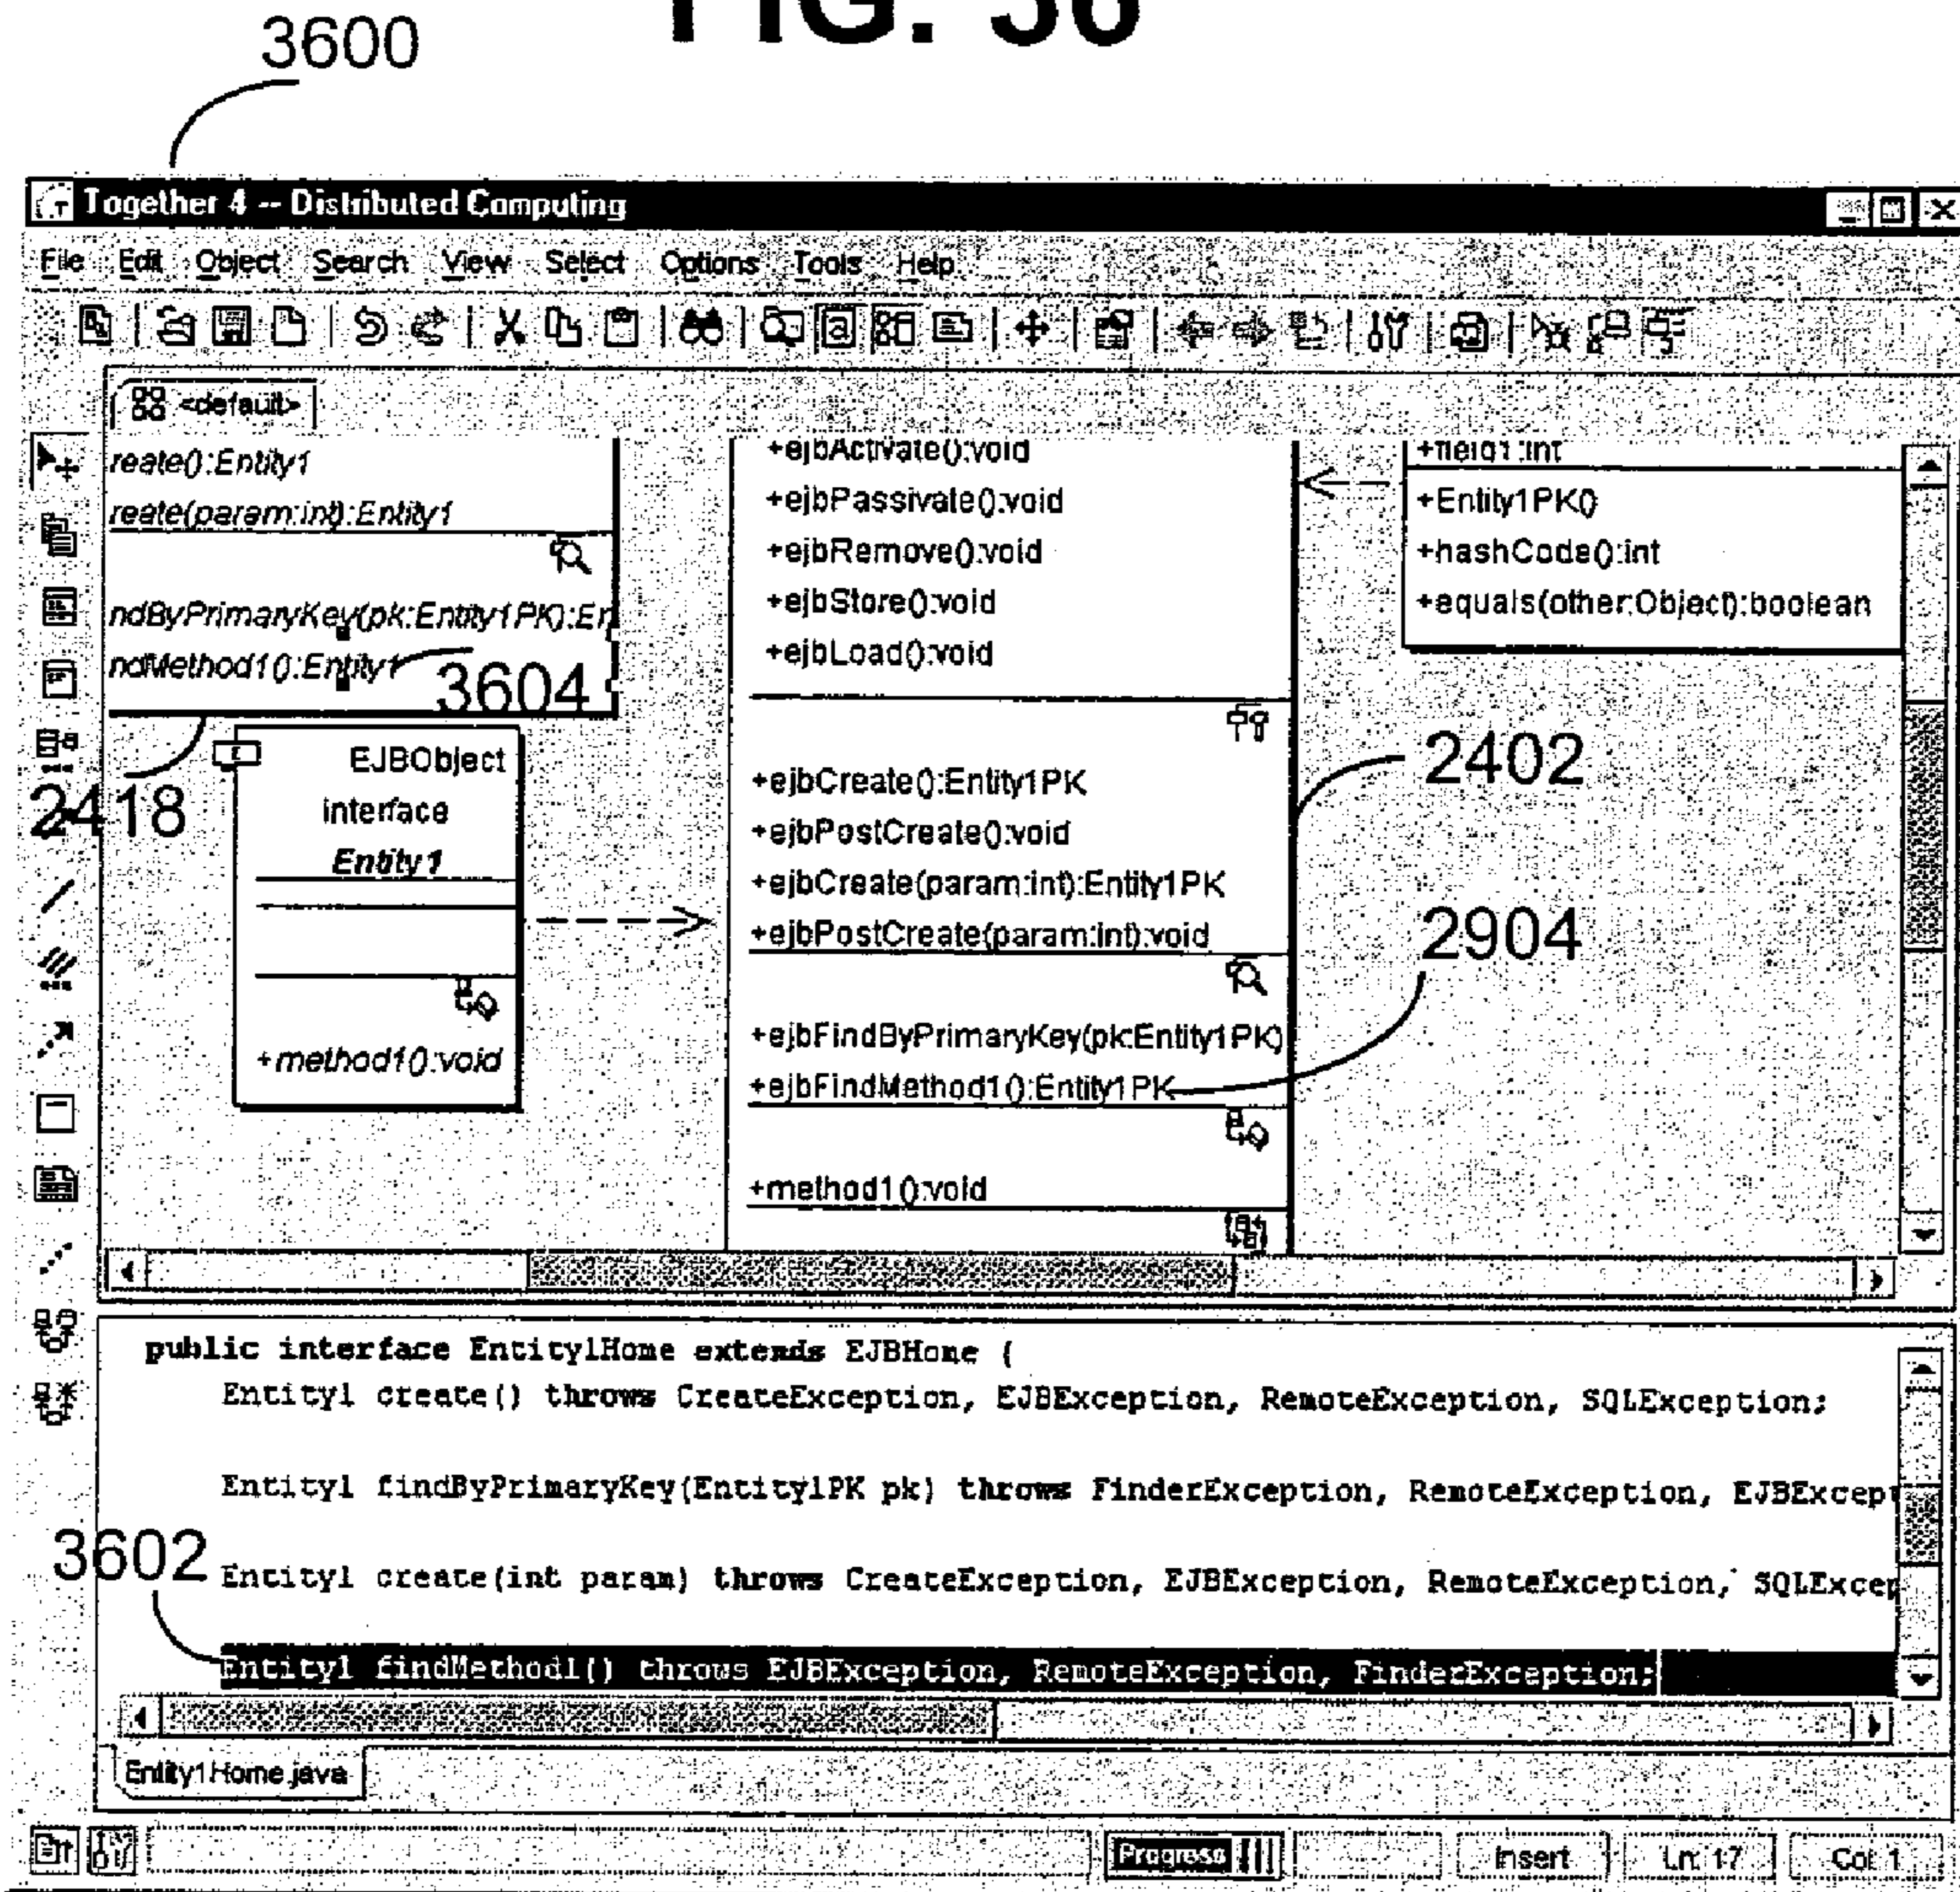 FIG. 36
3600
Together 4 -- Distributed Computing
File Edit Object Search View Select Options Tools Help
<default>
reate():Entity1
reate(param:int):Entity1
ndByPrimaryKey(pk:Entity1PK):En
ndMethod1():Entity1
3604
2418
EJBObject
interface
Entity1
+method1():void
+ejbActivate():void
+ejbPassivate():void
+ejbRemove():void
+ejbStore():void
+ejbLoad():void
+ejbCreate():Entity1PK
+ejbPostCreate():void
+ejbCreate(param:int):Entity1PK
+ejbPostCreate(param:int):void
+ejbFindByPrimaryKey(pk:Entity1PK)
+ejbFindMethod1():Entity1PK
+method1():void
+field1:int
+Entity1PK()
+hashCode():int
+equals(other:Object):boolean
2402
2904
public interface Entity1Home extends EJBHome {
Entity1 create() throws CreateException, EJBException, RemoteException, SQLException;
Entity1 findByPrimaryKey(Entity1PK pk) throws FinderException, RemoteException, EJBExcept
3602
Entity1 create(int param) throws CreateException, EJBException, RemoteException, SQLExcep
Entity1 findMethod1() throws EJBException, RemoteException, FinderException;
Entity1Home.java
Progress
Insert
Ln: 17
Col: 1